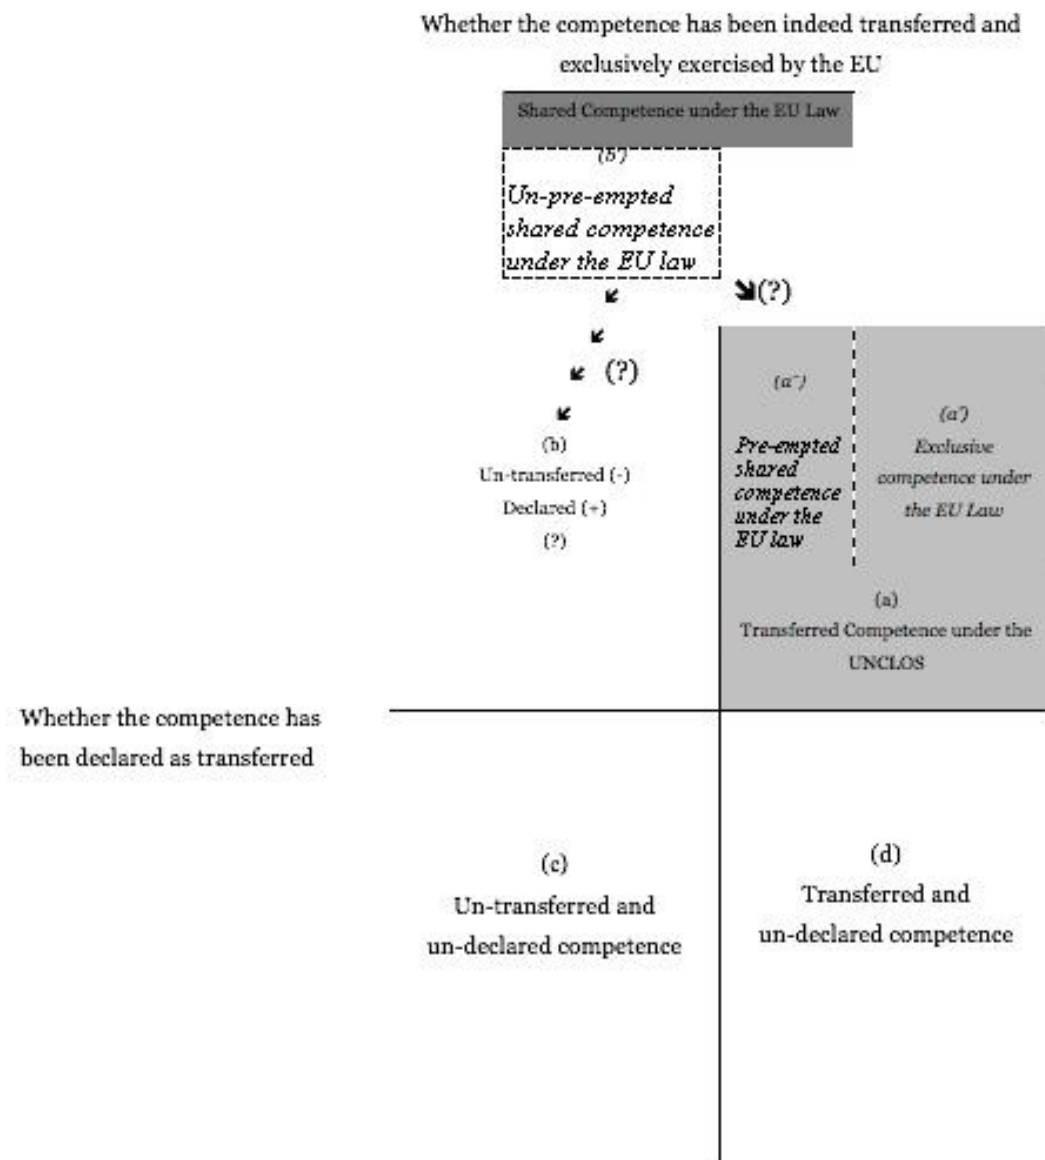 Whether the competence has been indeed transferred and
exclusively exercised by the EU
Shared Competence under the EU Law
(b')
Un-pre-empted
shared competence
under the EU law
(?)
(?)
(b)
Un-transferred (-)
Declared (+)
(?)
(a'')
Pre-empted
shared
competence
under the
EU law
(a')
Exclusive
competence under
the EU Law
(a)
Transferred Competence under the
UNCLOS
Whether the competence has
been declared as transferred
(c)
Un-transferred and
un-declared competence
(d)
Transferred and
un-declared competence